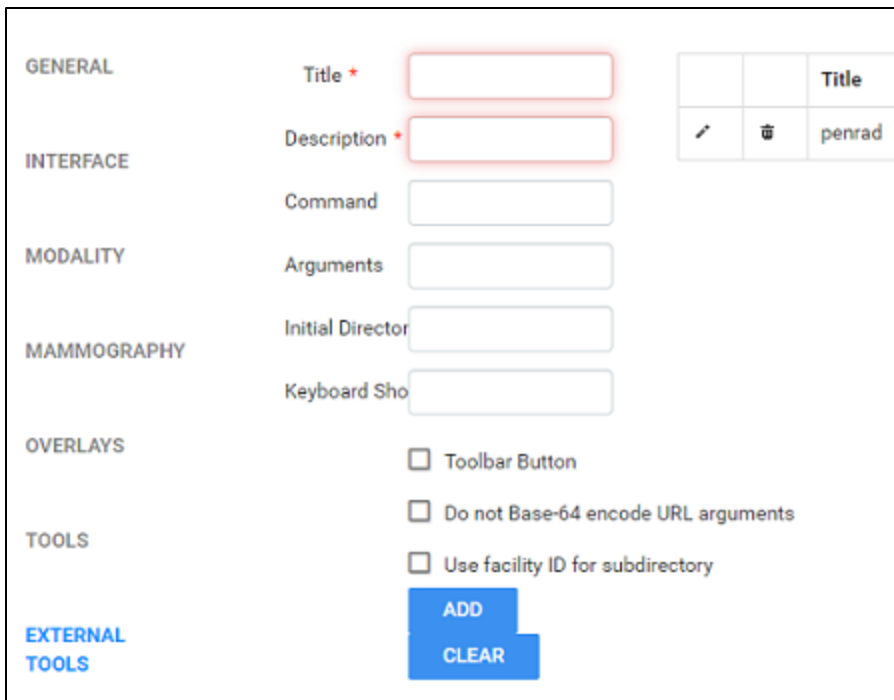 GENERAL
INTERFACE
MODALITY
MAMMOGRAPHY
OVERLAYS
TOOLS
EXTERNAL
TOOLS
Title *
Description *
Command
Arguments
Initial Director
Keyboard Sho
Toolbar Button
Do not Base-64 encode URL arguments
Use facility ID for subdirectory
ADD
CLEAR
Title
penrad